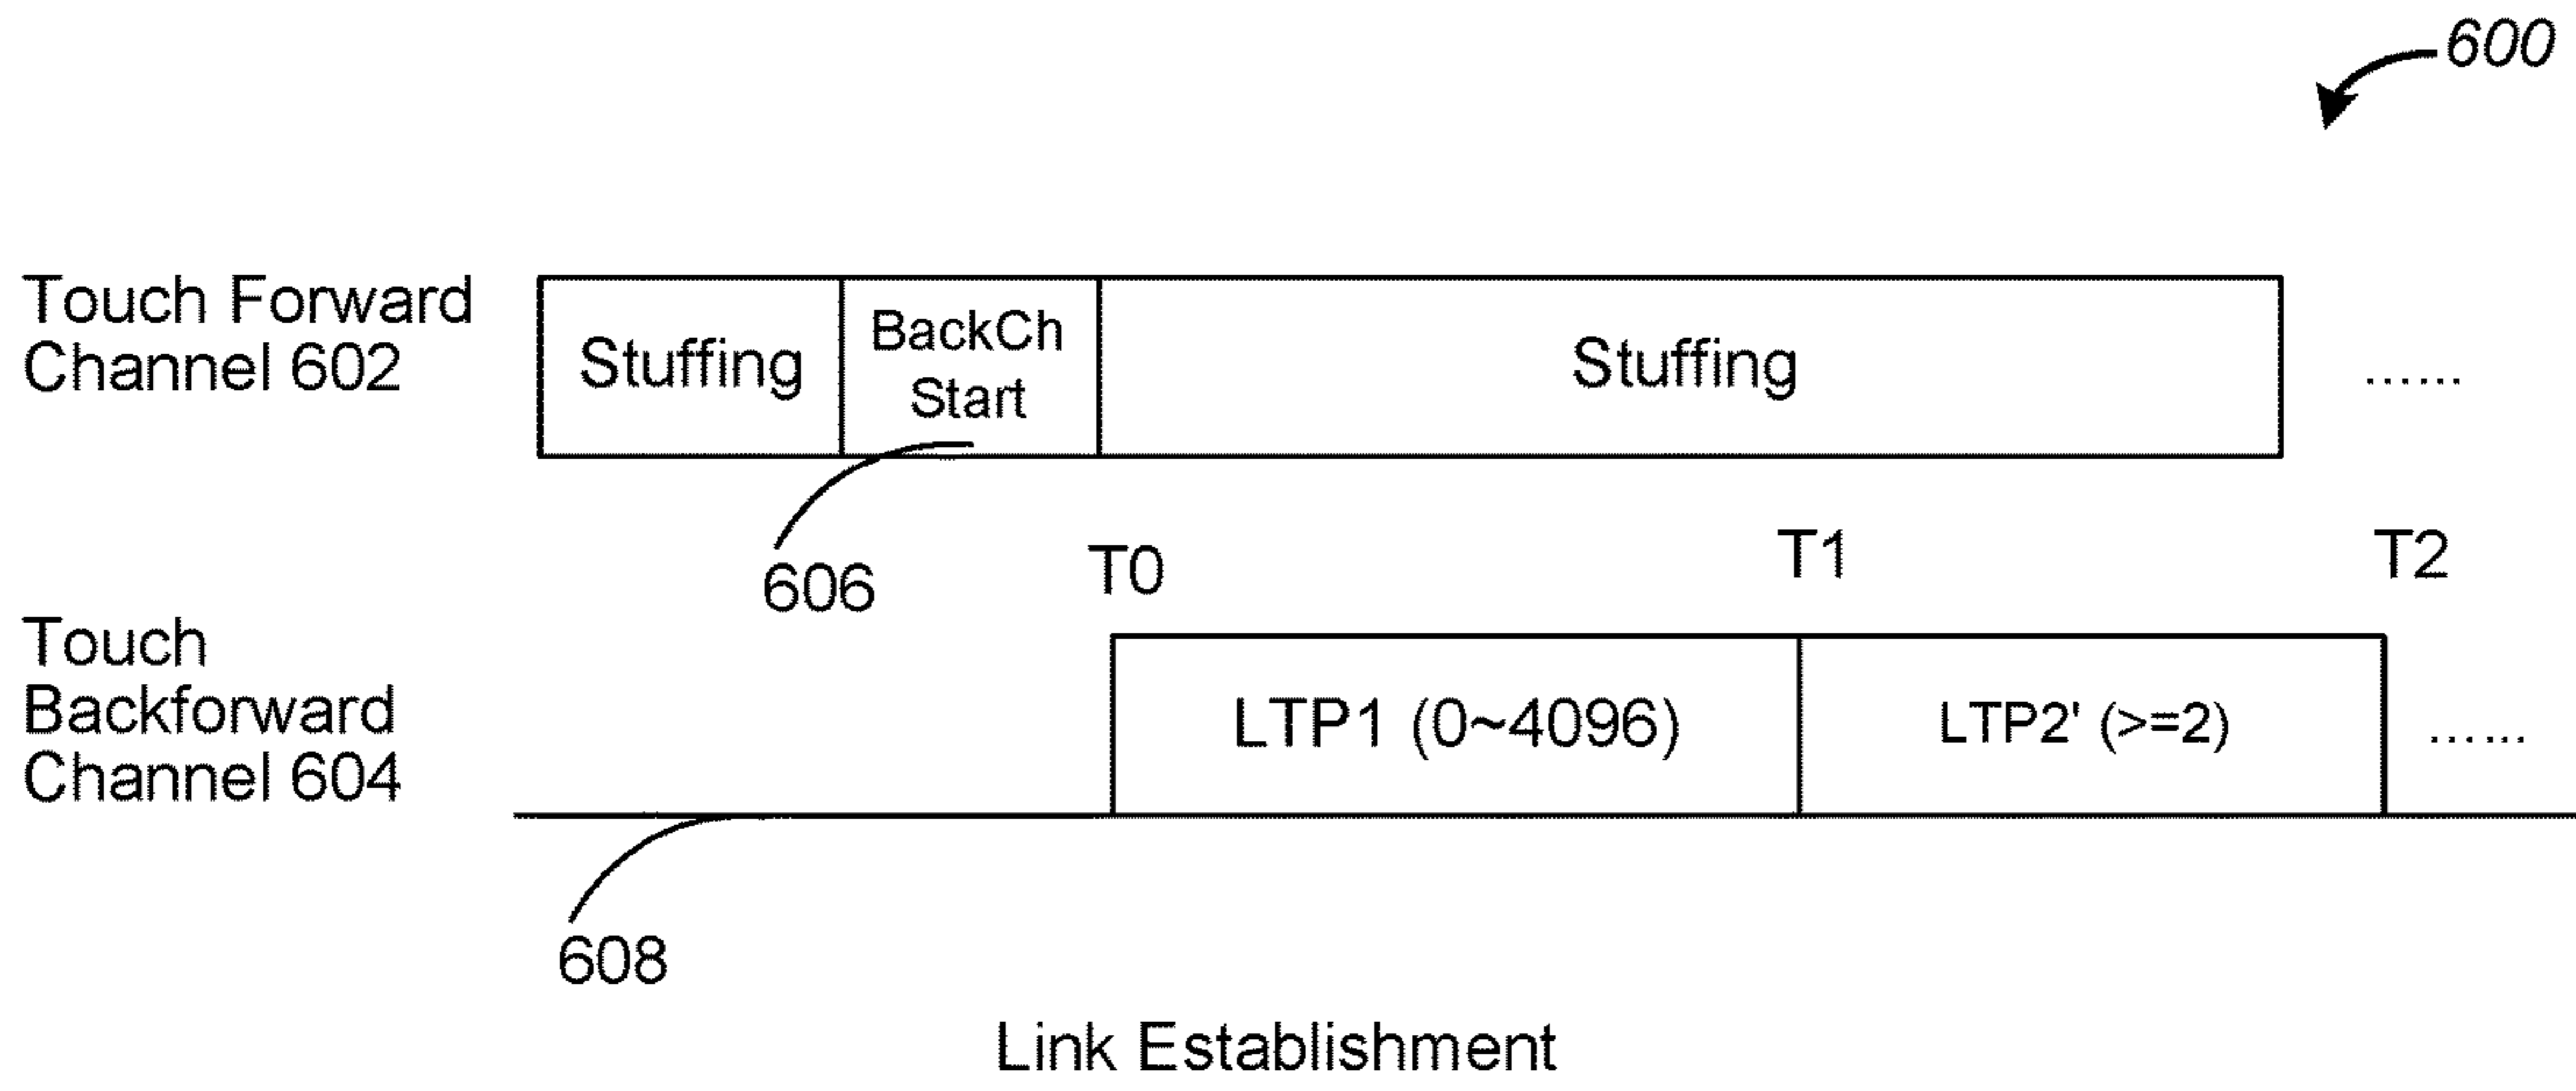 600
Touch Forward
Channel 602
Stuffing
BackCh
Start
Stuffing
......
606
T0
T1
T2
Touch
Backforward
Channel 604
LTP1 (0~4096)
LTP2' (>=2)
......
608
Link Establishment